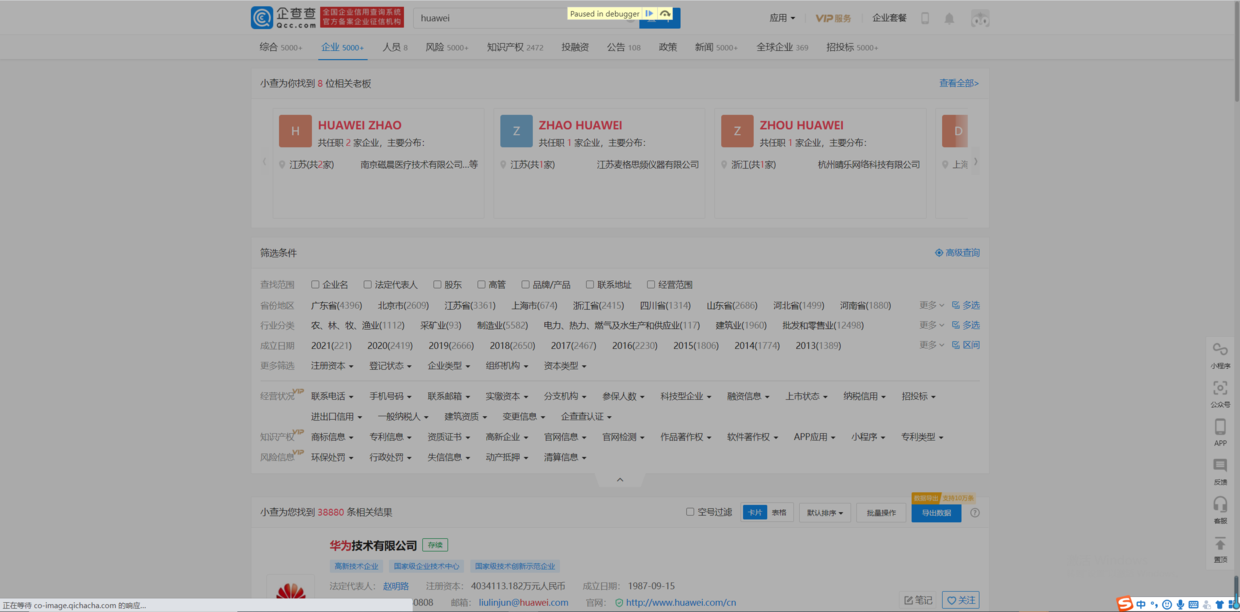 企查查
Qcc.com
全国企业信用查询系统
官方备案企业征信机构
huawei
Paused in debugger
应用
VIP服务
企业套餐
综合 5000+ 企业 5000+ 人员 8 风险 5000+ 知识产权 2472 投融资 公告 108 政策 新闻 5000+ 全球企业 369 招投标 5000+
小查为你找到 8 位相关老板
查看全部>
H HUAWEI ZHAO
共任职 2 家企业，主要分布：
江苏(共2家) 南京磁晨医疗技术有限公司...等
Z ZHAO HUAWEI
共任职 1 家企业，主要分布：
江苏(共1家) 江苏麦格思频仪器有限公司
Z ZHOU HUAWEI
共任职 1 家企业，主要分布：
浙江(共1家) 杭州晴乐网络科技有限公司
D
上海
筛选条件
高级查询
查找范围 企业名 法定代表人 股东 高管 品牌/产品 联系地址 经营范围
省份地区 广东省(4396) 北京市(2609) 江苏省(3361) 上海市(674) 浙江省(2415) 四川省(1314) 山东省(2686) 河北省(1499) 河南省(1880) 更多 多选
行业分类 农、林、牧、渔业(1112) 采矿业(93) 制造业(5582) 电力、热力、燃气及水生产和供应业(117) 建筑业(1960) 批发和零售业(12498) 更多 多选
成立日期 2021(221) 2020(2419) 2019(2666) 2018(2650) 2017(2467) 2016(2230) 2015(1806) 2014(1774) 2013(1389) 更多 区间
更多筛选 注册资本 登记状态 企业类型 组织机构 资本类型
经营状况VIP 联系电话 手机号码 联系邮箱 实缴资本 分支机构 参保人数 科技型企业 融资信息 上市状态 纳税信用 招投标
进出口信用 一般纳税人 建筑资质 变更信息 企查查认证
知识产权VIP 商标信息 专利信息 资质证书 高新企业 官网信息 官网检测 作品著作权 软件著作权 APP应用 小程序 专利类型
风险信息VIP 环保处罚 行政处罚 失信信息 动产抵押 清算信息
小查为您找到 38880 条相关结果
空号过滤 卡片 表格 默认排序 批量操作 导出数据
华为技术有限公司 存续
高新技术企业 国家级企业技术中心 国家级技术创新示范企业
法定代表人： 赵明路 注册资本： 4034113.182万元人民币 成立日期： 1987-09-15
0808 邮箱： liulinjun@huawei.com 官网： http://www.huawei.com/cn
笔记
关注
小程序
公众号
APP
反馈
客服
置顶
正在等待 co-image.qichacha.com 的响应...
中